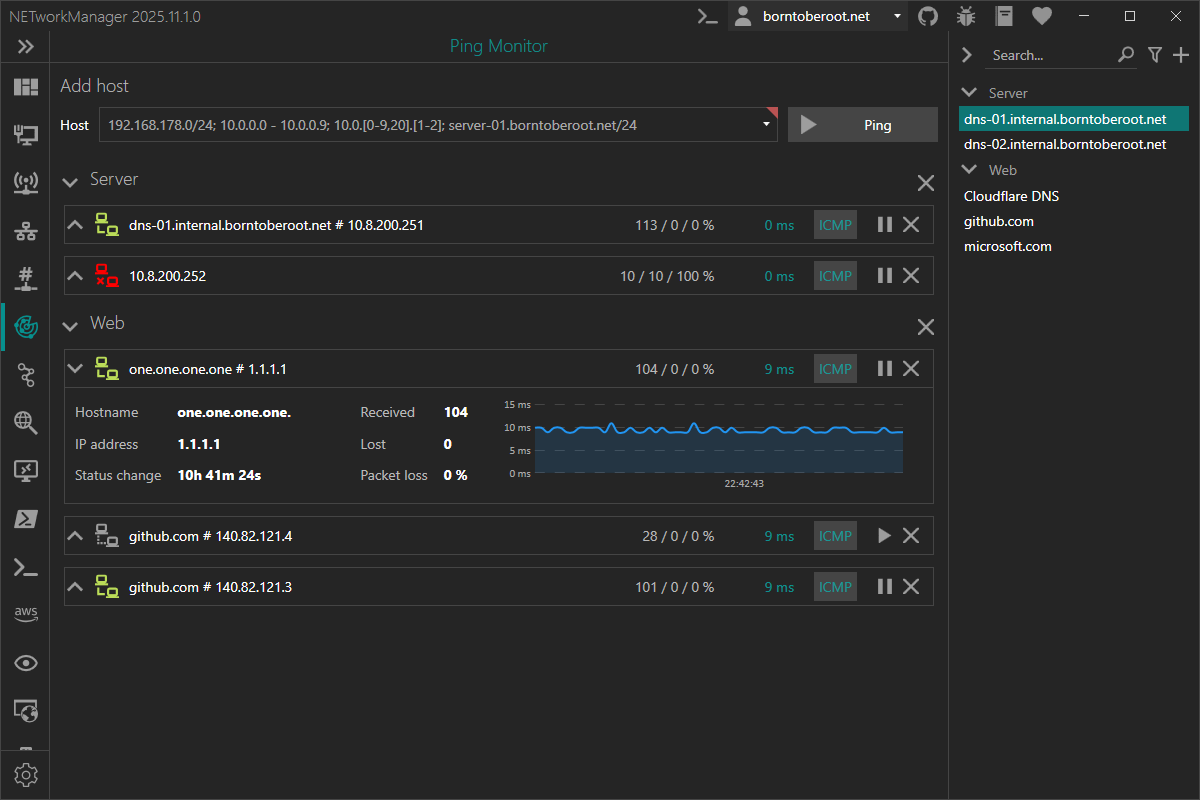 NETworkManager 2025.11.1.0
borntoberoot.net
Ping Monitor
Add host
Host 192.168.178.0/24; 10.0.0.0 - 10.0.0.9; 10.0.[0-9,20].[1-2]; server-01.borntoberoot.net/24 Ping
Server
dns-01.internal.borntoberoot.net # 10.8.200.251 113 / 0 / 0 % 0 ms ICMP
10.8.200.252 10 / 10 / 100 % 0 ms ICMP
Web
one.one.one.one # 1.1.1.1 104 / 0 / 0 % 9 ms ICMP
Hostname one.one.one.one. Received 104
IP address 1.1.1.1 Lost 0
Status change 10h 41m 24s Packet loss 0 %
15 ms
10 ms
5 ms
0 ms
22:42:43
github.com # 140.82.121.4 28 / 0 / 0 % 9 ms ICMP
github.com # 140.82.121.3 101 / 0 / 0 % 9 ms ICMP
Search...
Server
dns-01.internal.borntoberoot.net
dns-02.internal.borntoberoot.net
Web
Cloudflare DNS
github.com
microsoft.com
aws